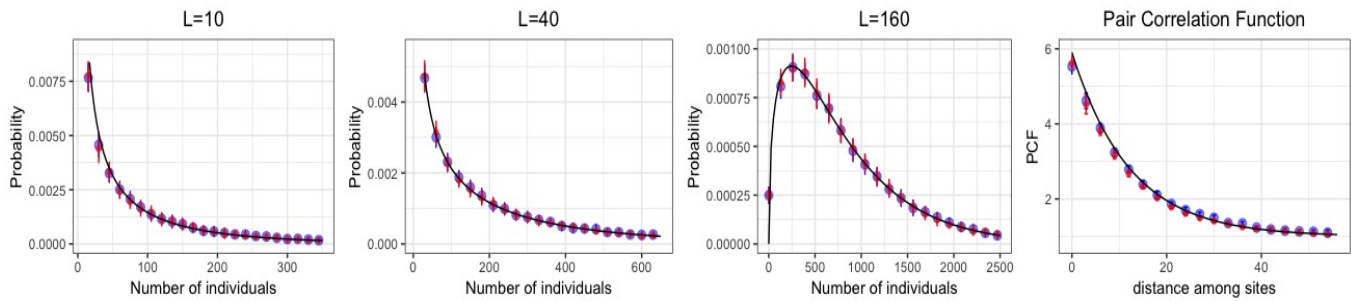 L=10
Probability
0.0075
0.0050
0.0025
0.0000
0
100
200
300
Number of individuals
L=40
Probability
0.004
0.002
0.000
0
200
400
600
Number of individuals
L=160
Probability
0.00100
0.00075
0.00050
0.00025
0.00000
0
500
1000
1500
2000
2500
Number of individuals
Pair Correlation Function
PCF
6
4
2
0
20
40
distance among sites